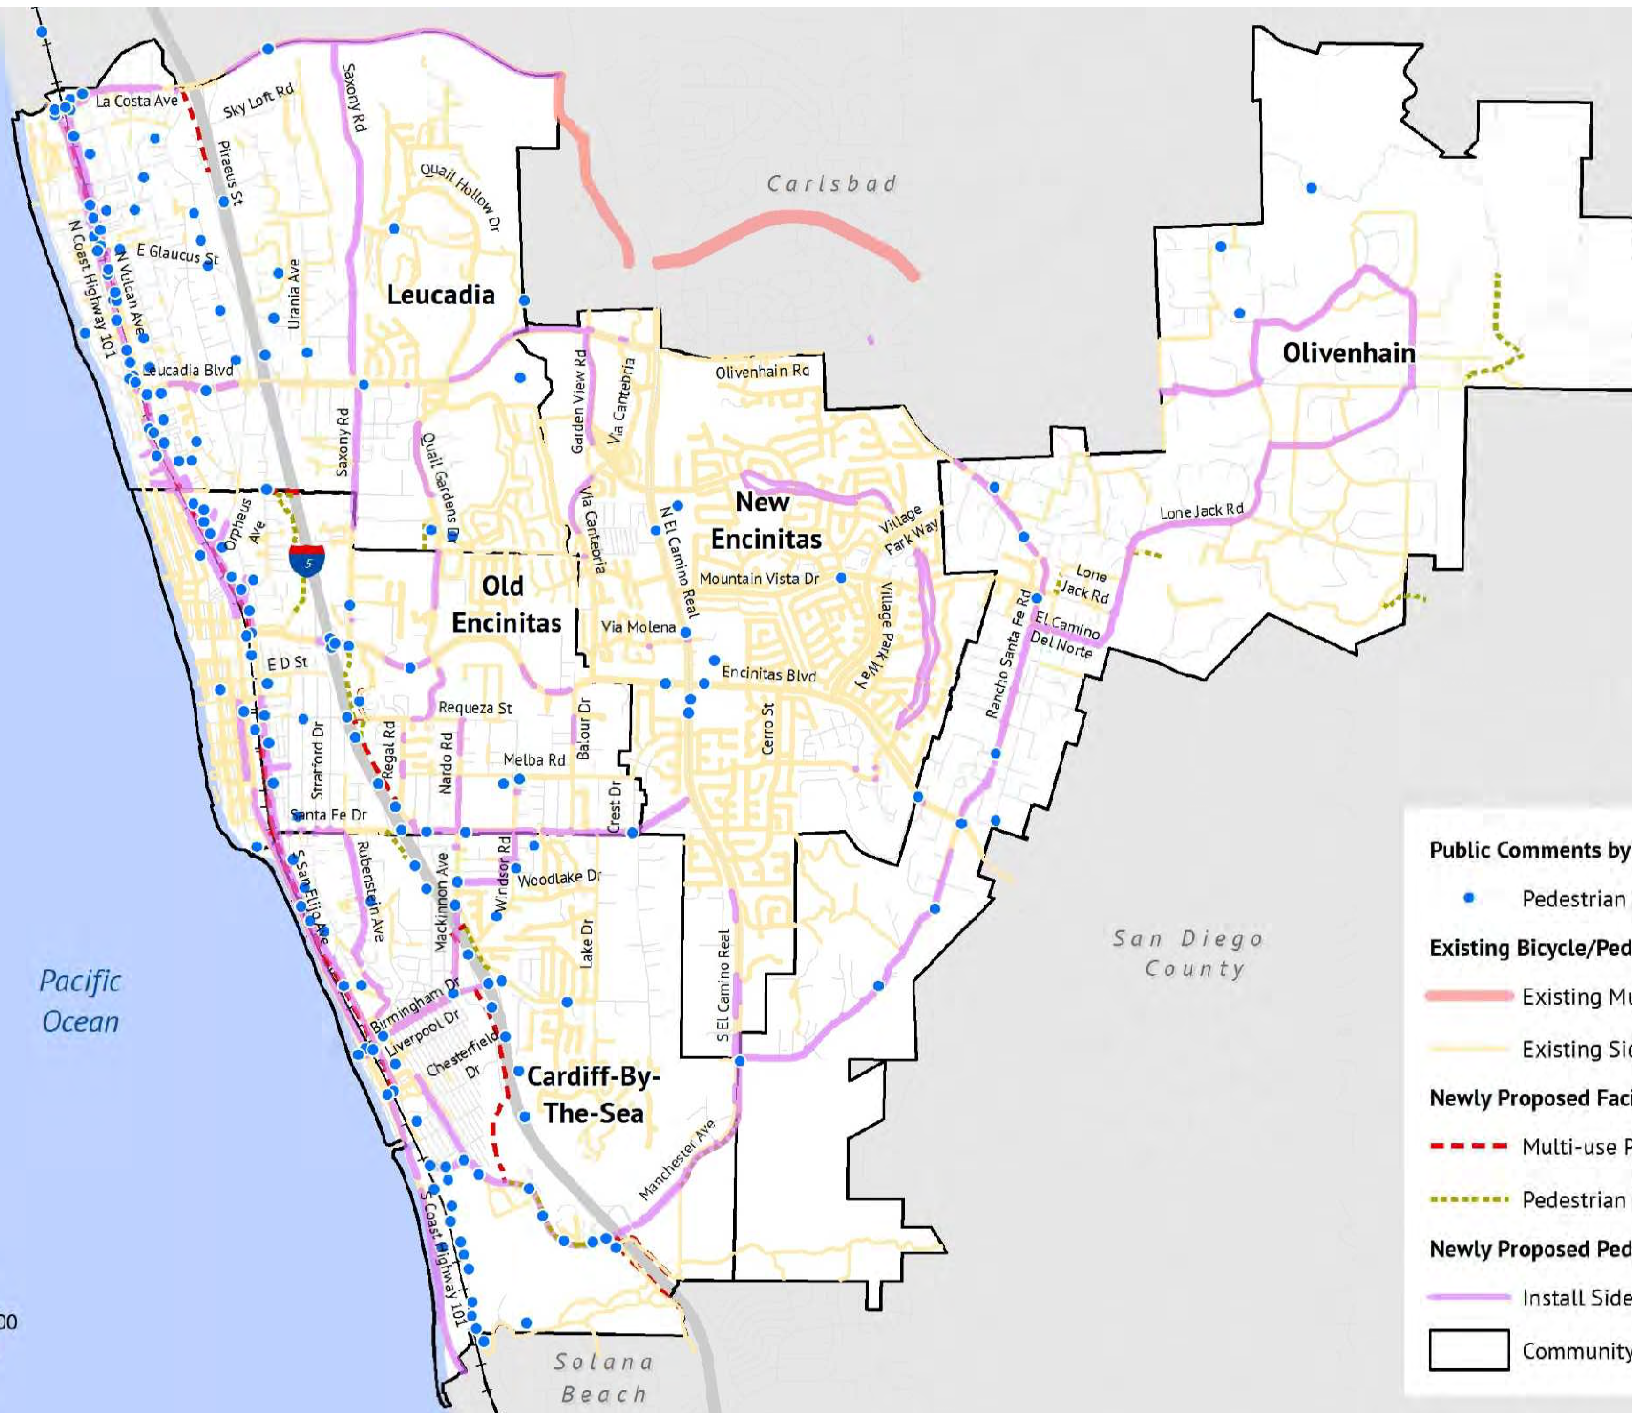 La Costa Ave
Sky Loft Rd
Saxony Rd
Piraeus St
Quail Hollow Dr
Carlsbad
N Coast Highway 101
N Vulcan Ave
E Glaucus St
Urania Ave
Leucadia
Leucadia Blvd
Garden View Rd
Via Cantebria
Olivenhain Rd
Olivenhain
Saxony Rd
Quail Gardens Dr
Via Cantebria
N El Camino Real
New
Encinitas
Village
Park Way
Lone Jack Rd
Orpheus
Ave
5
Old
Encinitas
Mountain Vista Dr
Village Park Way
Lone
Jack Rd
El Camino
Del Norte
Rancho Santa Fe Rd
Via Molena
E D St
Encinitas Blvd
Requeza St
Stratford Dr
Regal Rd
Nardo Rd
Balour Dr
Cerro St
Melba Rd
Santa Fe Dr
Crest Dr
S San Elijo Ave
Rubenstein Ave
Mackinnon Ave
Windsor Rd
Woodlake Dr
Lake Dr
S El Camino Real
San Diego
County
Pacific
Ocean
Birmingham Dr
Liverpool Dr
Chesterfield
Dr
Cardiff-By-
The-Sea
Manchester Ave
S Coast Highway 101
Solana
Beach
00
Public Comments by
Pedestrian
Existing Bicycle/Ped
Existing Mu
Existing Sid
Newly Proposed Faci
Multi-use P
Pedestrian
Newly Proposed Ped
Install Side
Community